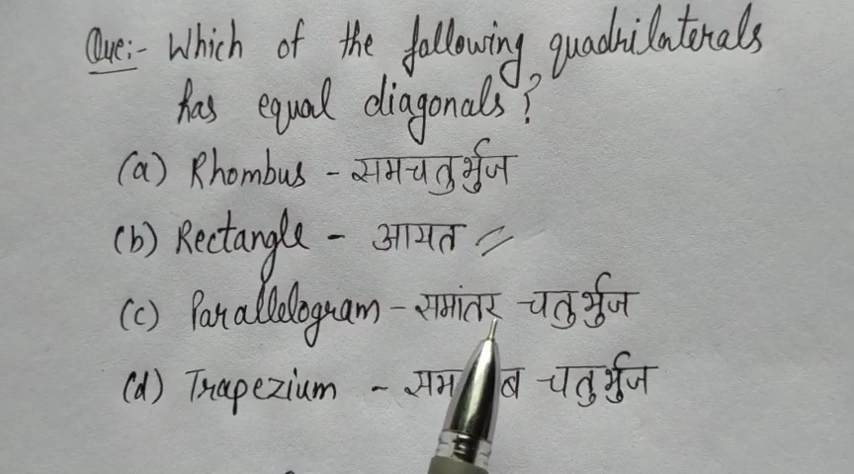 Que:- Which of the following quadrilaterals
has equal diagonals?
(a) Rhombus - समचतुर्भुज
(b) Rectangle - आयत
(c) Parallelogram - समांतर चतुर्भुज
(d) Trapezium - चतुर्भुज